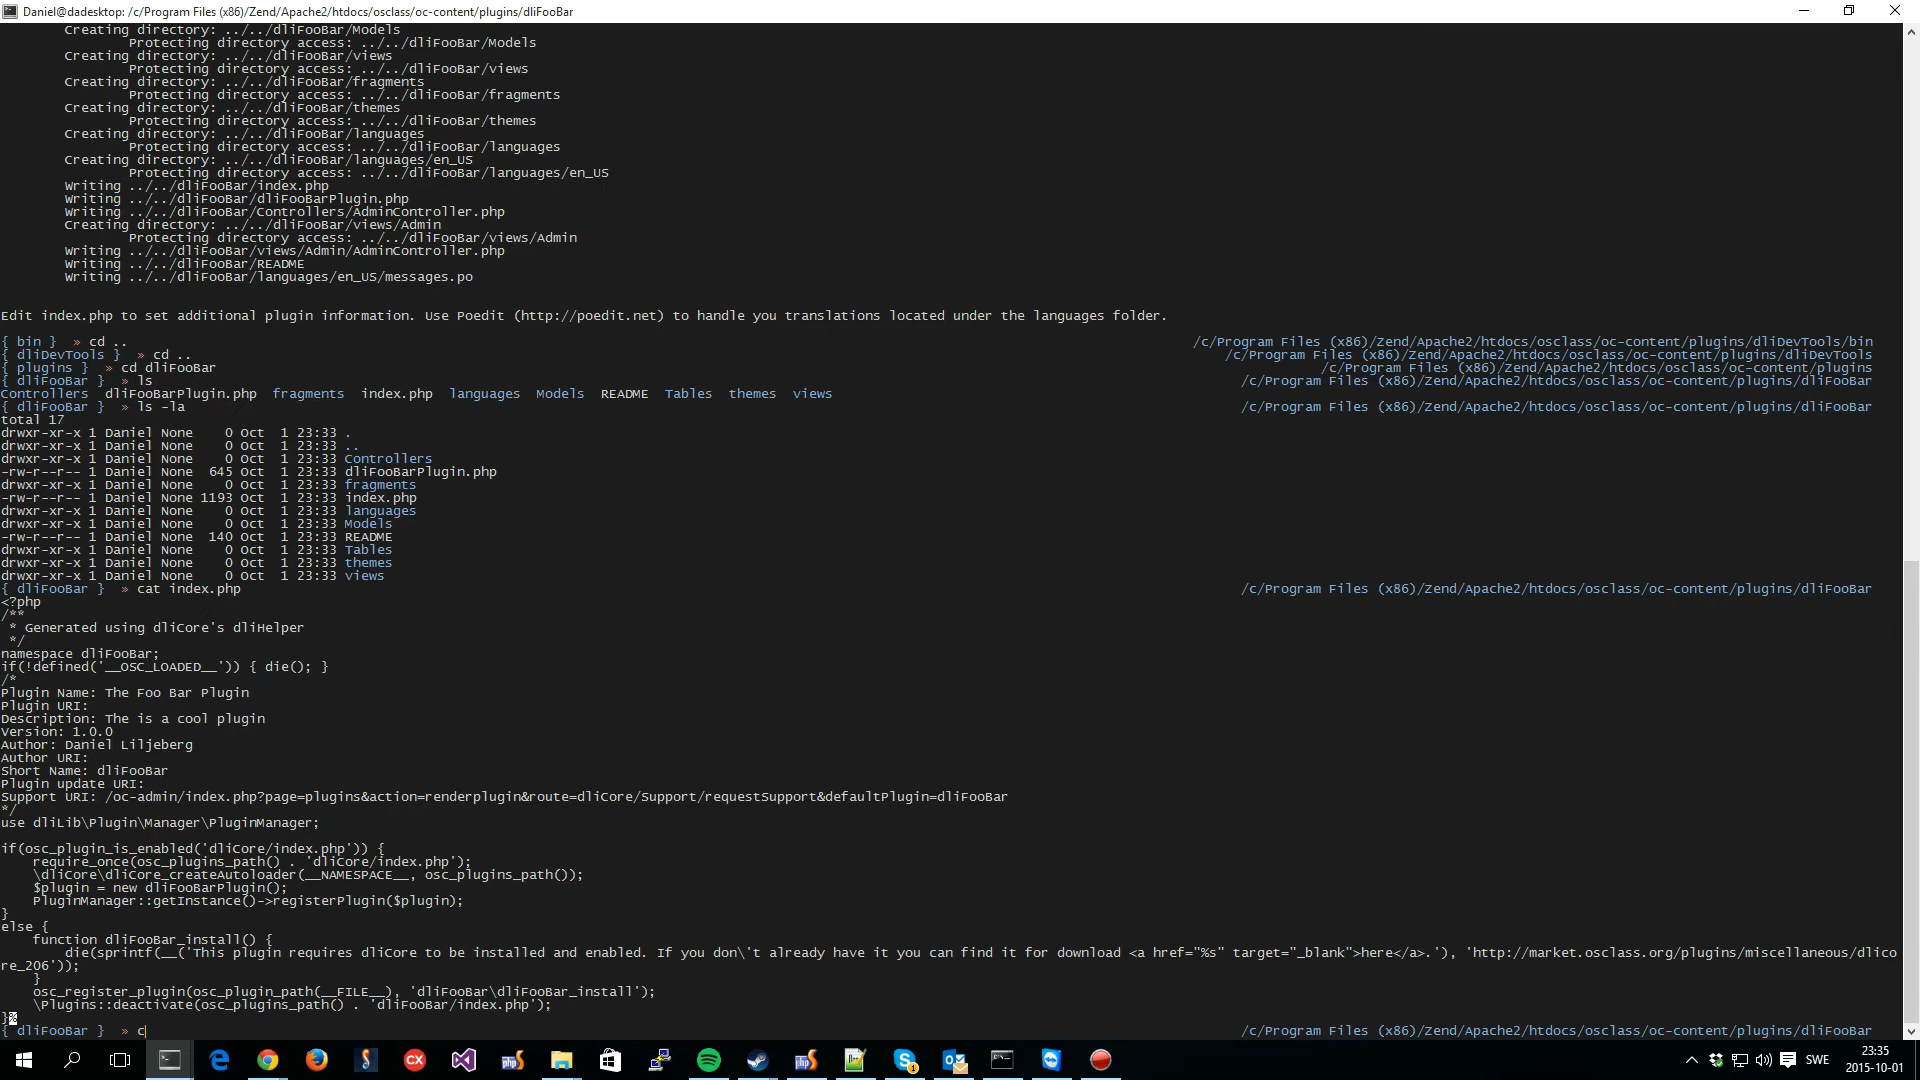 Daniel@dadesktop: /c/Program Files (x86)/Zend/Apache2/htdocs/osclass/oc-content/plugins/dliFooBar
Creating directory: ../../dliFooBar/Models
Protecting directory access: ../../dliFooBar/Models
Creating directory: ../../dliFooBar/views
Protecting directory access: ../../dliFooBar/views
Creating directory: ../../dliFooBar/fragments
Protecting directory access: ../../dliFooBar/fragments
Creating directory: ../../dliFooBar/themes
Protecting directory access: ../../dliFooBar/themes
Creating directory: ../../dliFooBar/languages
Protecting directory access: ../../dliFooBar/languages
Creating directory: ../../dliFooBar/languages/en_US
Protecting directory access: ../../dliFooBar/languages/en_US
Writing ../../dliFooBar/index.php
Writing ../../dliFooBar/dliFooBarPlugin.php
Writing ../../dliFooBar/Controllers/AdminController.php
Creating directory: ../../dliFooBar/views/Admin
Protecting directory access: ../../dliFooBar/views/Admin
Writing ../../dliFooBar/views/Admin/AdminController.php
Writing ../../dliFooBar/README
Writing ../../dliFooBar/languages/en_US/messages.po
Edit index.php to set additional plugin information. Use Poedit (http://poedit.net) to handle you translations located under the languages folder.
{ bin }  » cd .. /c/Program Files (x86)/Zend/Apache2/htdocs/osclass/oc-content/plugins/dliDevTools/bin
{ dliDevTools }  » cd .. /c/Program Files (x86)/Zend/Apache2/htdocs/osclass/oc-content/plugins/dliDevTools
{ plugins }  » cd dliFooBar /c/Program Files (x86)/Zend/Apache2/htdocs/osclass/oc-content/plugins
{ dliFooBar }  » ls /c/Program Files (x86)/Zend/Apache2/htdocs/osclass/oc-content/plugins/dliFooBar
Controllers  dliFooBarPlugin.php  fragments  index.php  languages  Models  README  Tables  themes  views
{ dliFooBar }  » ls -la /c/Program Files (x86)/Zend/Apache2/htdocs/osclass/oc-content/plugins/dliFooBar
total 17
drwxr-xr-x 1 Daniel None    0 Oct  1 23:33 .
drwxr-xr-x 1 Daniel None    0 Oct  1 23:33 ..
drwxr-xr-x 1 Daniel None    0 Oct  1 23:33 Controllers
-rw-r--r-- 1 Daniel None  645 Oct  1 23:33 dliFooBarPlugin.php
drwxr-xr-x 1 Daniel None    0 Oct  1 23:33 fragments
-rw-r--r-- 1 Daniel None 1193 Oct  1 23:33 index.php
drwxr-xr-x 1 Daniel None    0 Oct  1 23:33 languages
drwxr-xr-x 1 Daniel None    0 Oct  1 23:33 Models
-rw-r--r-- 1 Daniel None  140 Oct  1 23:33 README
drwxr-xr-x 1 Daniel None    0 Oct  1 23:33 Tables
drwxr-xr-x 1 Daniel None    0 Oct  1 23:33 themes
drwxr-xr-x 1 Daniel None    0 Oct  1 23:33 views
{ dliFooBar }  » cat index.php /c/Program Files (x86)/Zend/Apache2/htdocs/osclass/oc-content/plugins/dliFooBar
<?php
/**
 * Generated using dliCore's dliHelper
 */
namespace dliFooBar;
if(!defined('__OSC_LOADED__')) { die(); }
/*
Plugin Name: The Foo Bar Plugin
Plugin URI:
Description: The is a cool plugin
Version: 1.0.0
Author: Daniel Liljeberg
Author URI:
Short Name: dliFooBar
Plugin update URI:
Support URI: /oc-admin/index.php?page=plugins&action=renderplugin&route=dliCore/Support/requestSupport&defaultPlugin=dliFooBar
*/
use dliLib\Plugin\Manager\PluginManager;
if(osc_plugin_is_enabled('dliCore/index.php')) {
    require_once(osc_plugins_path() . 'dliCore/index.php');
    \dliCore\dliCore_createAutoloader(__NAMESPACE__, osc_plugins_path());
    $plugin = new dliFooBarPlugin();
    PluginManager::getInstance()->registerPlugin($plugin);
}
else {
    function dliFooBar_install() {
        die(sprintf(__('This plugin requires dliCore to be installed and enabled. If you don\'t already have it you can find it for download <a href="%s" target="_blank">here</a>.'), 'http://market.osclass.org/plugins/miscellaneous/dlico
re_206'));
    }
    osc_register_plugin(osc_plugin_path(__FILE__), 'dliFooBar\dliFooBar_install');
    \Plugins::deactivate(osc_plugins_path() . 'dliFooBar/index.php');
}%
{ dliFooBar }  » c /c/Program Files (x86)/Zend/Apache2/htdocs/osclass/oc-content/plugins/dliFooBar
CX
php
php
1
SWE
23:35
2015-10-01